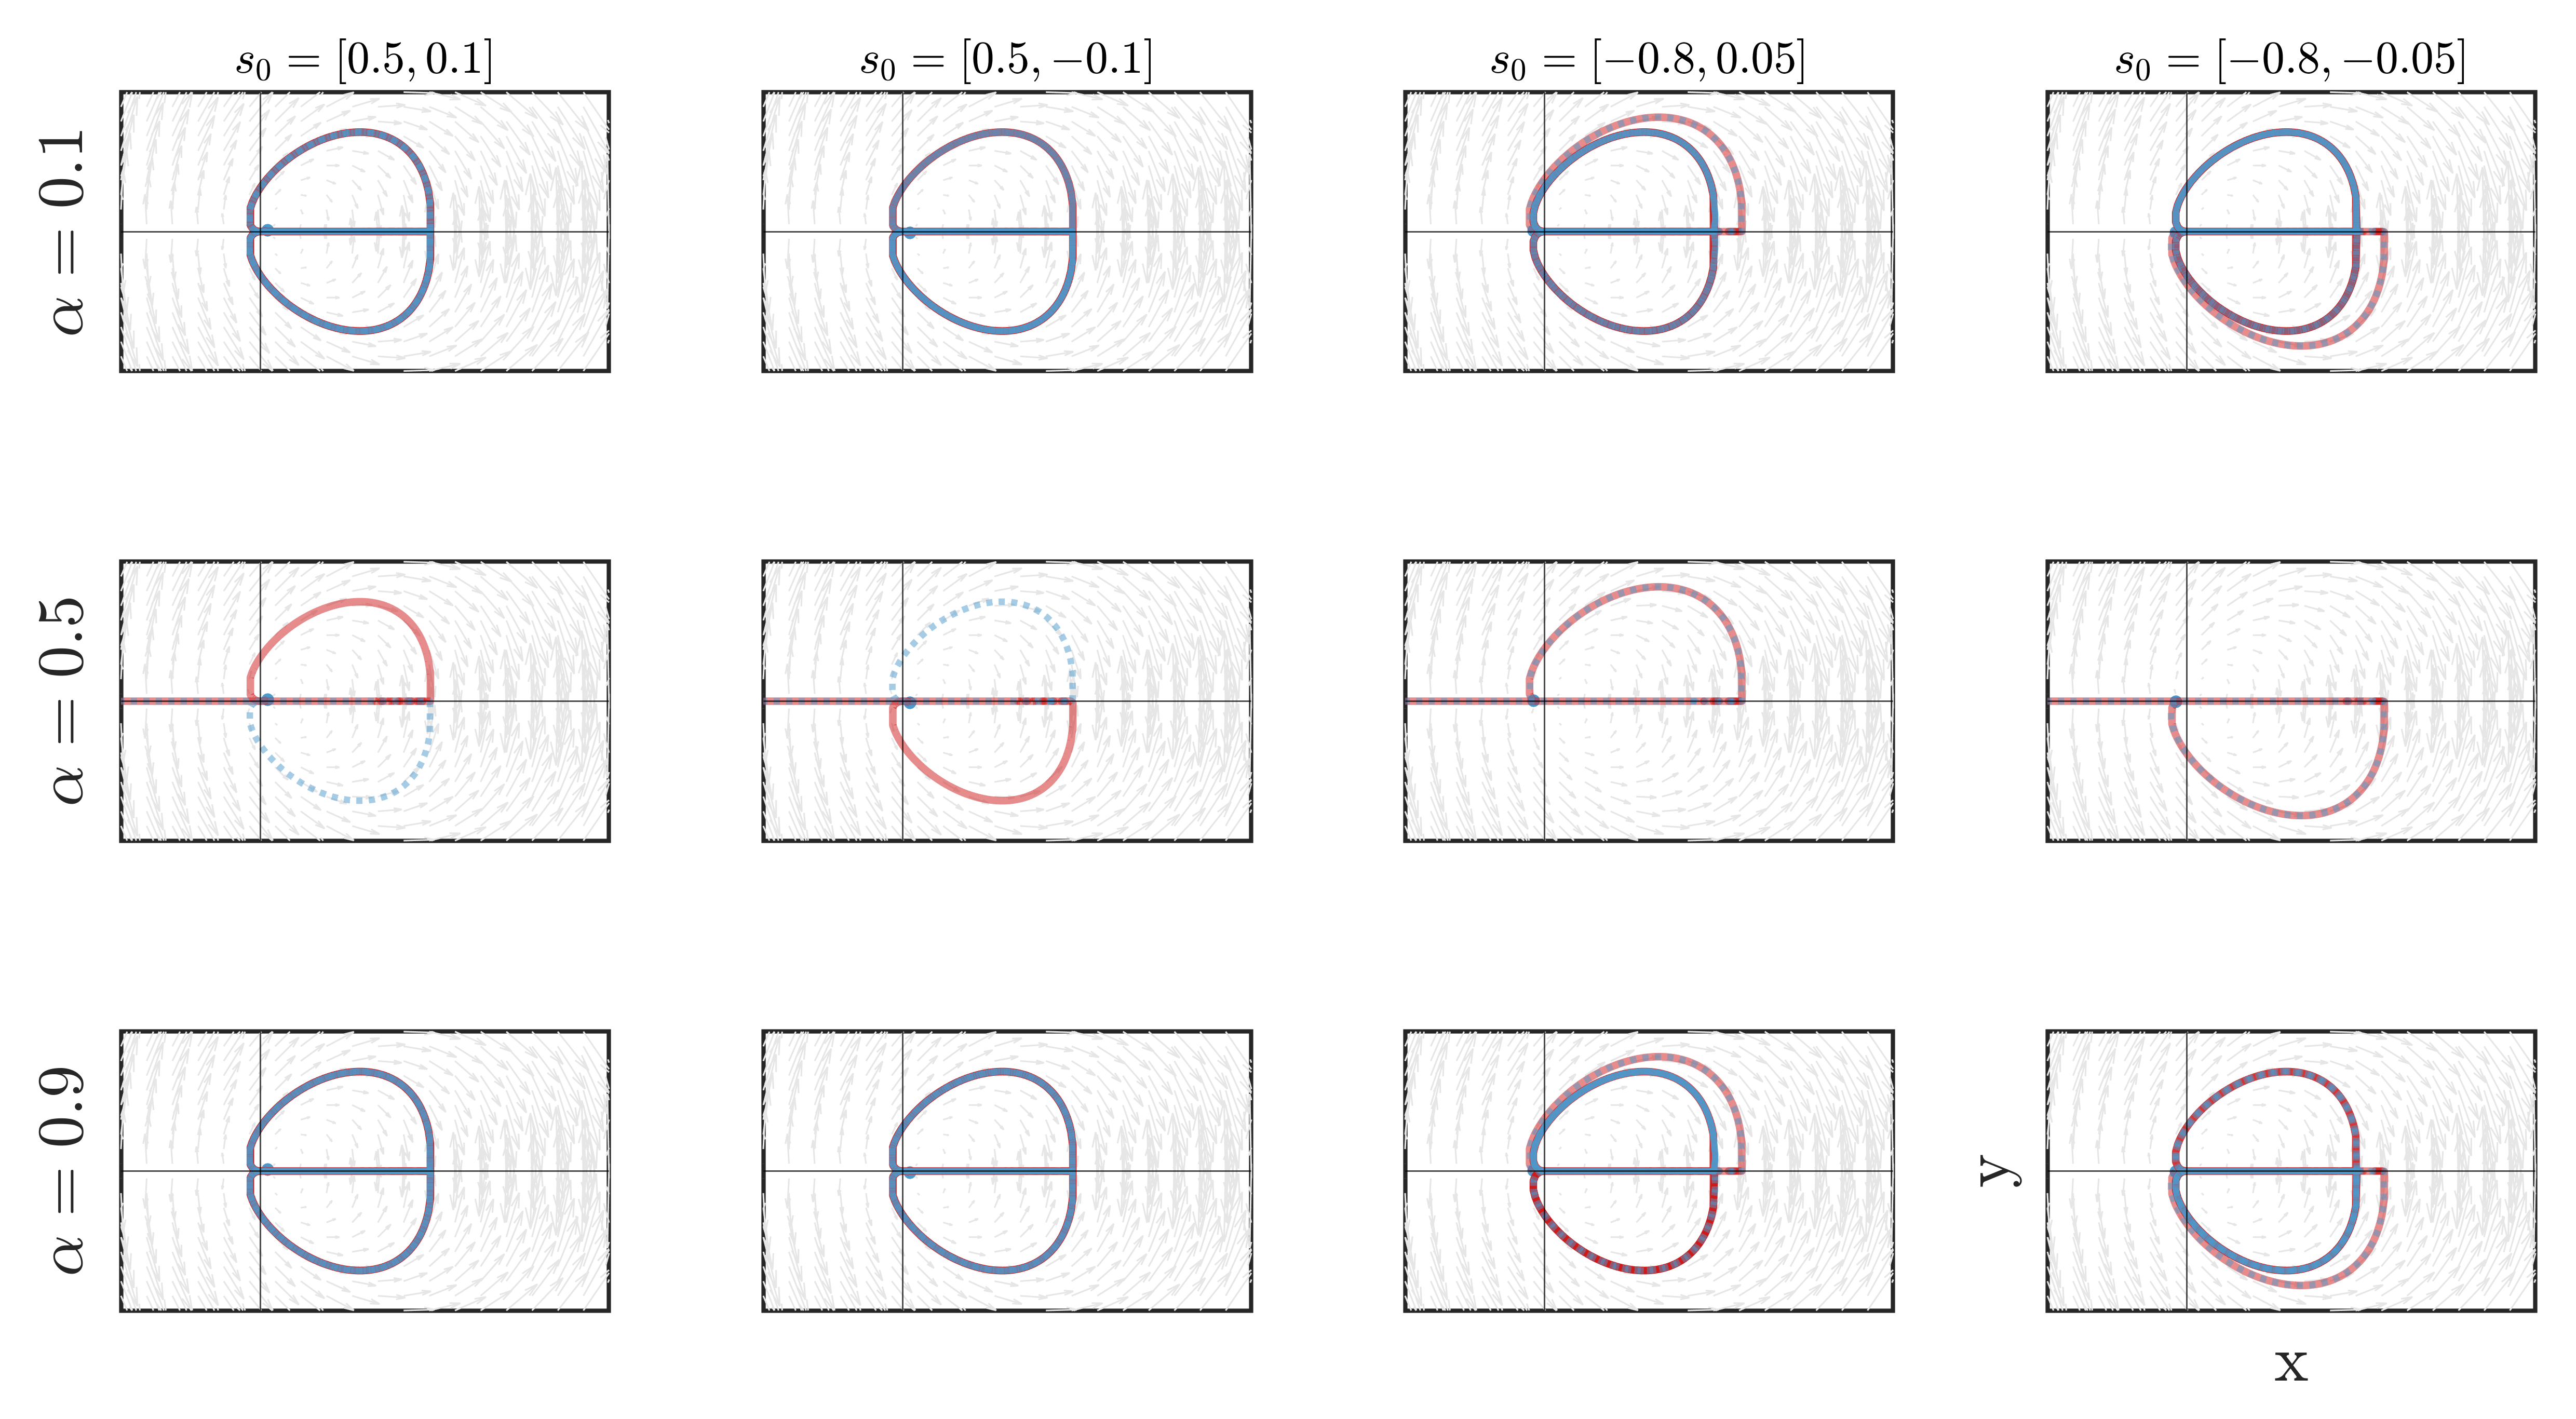 s₀ = [0.5, 0.1]
s₀ = [0.5, −0.1]
s₀ = [−0.8, 0.05]
s₀ = [−0.8, −0.05]
α = 0.1
α = 0.5
α = 0.9
y
x